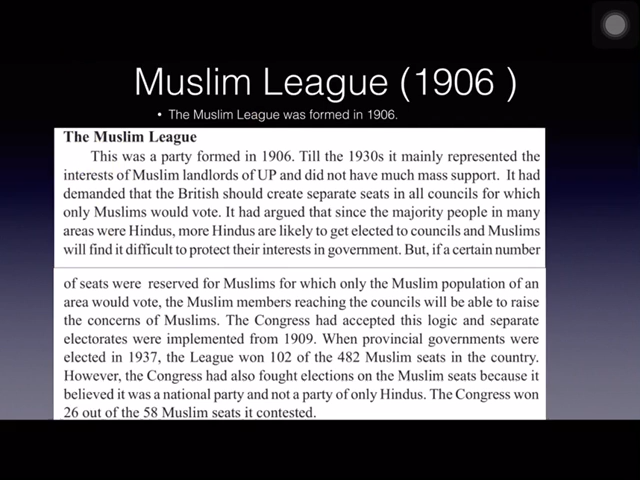 Muslim League (1906 )
• The Muslim League was formed in 1906.
The Muslim League
This was a party formed in 1906. Till the 1930s it mainly represented the
interests of Muslim landlords of UP and did not have much mass support. It had
demanded that the British should create separate seats in all councils for which
only Muslims would vote. It had argued that since the majority people in many
areas were Hindus, more Hindus are likely to get elected to councils and Muslims
will find it difficult to protect their interests in government. But, if a certain number
of seats were reserved for Muslims for which only the Muslim population of an
area would vote, the Muslim members reaching the councils will be able to raise
the concerns of Muslims. The Congress had accepted this logic and separate
electorates were implemented from 1909. When provincial governments were
elected in 1937, the League won 102 of the 482 Muslim seats in the country.
However, the Congress had also fought elections on the Muslim seats because it
believed it was a national party and not a party of only Hindus. The Congress won
26 out of the 58 Muslim seats it contested.